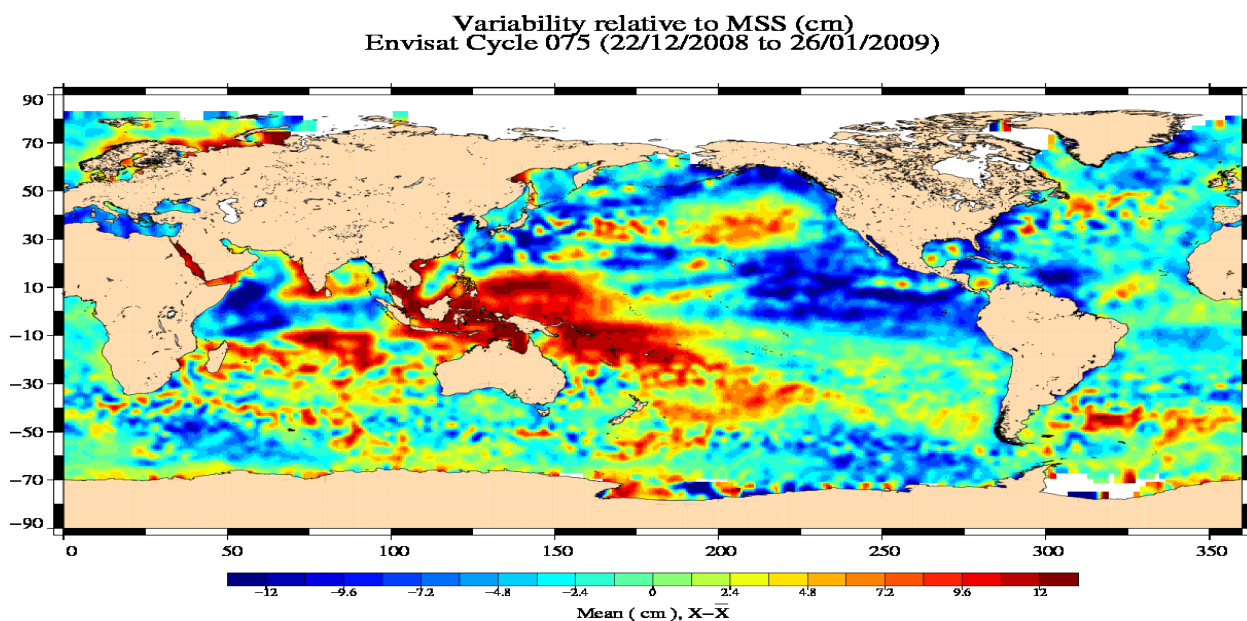 Variability relative to MSS (cm)
Envisat Cycle 075 (22/12/2008 to 26/01/2009)
90
70
50
30
10
−10
−30
−50
−70
−90
0 50 100 150 200 250 300 350
−12 −9.6 −7.2 −4.8 −2.4 0 2.4 4.8 7.2 9.6 12
Mean ( cm ), X−X̄